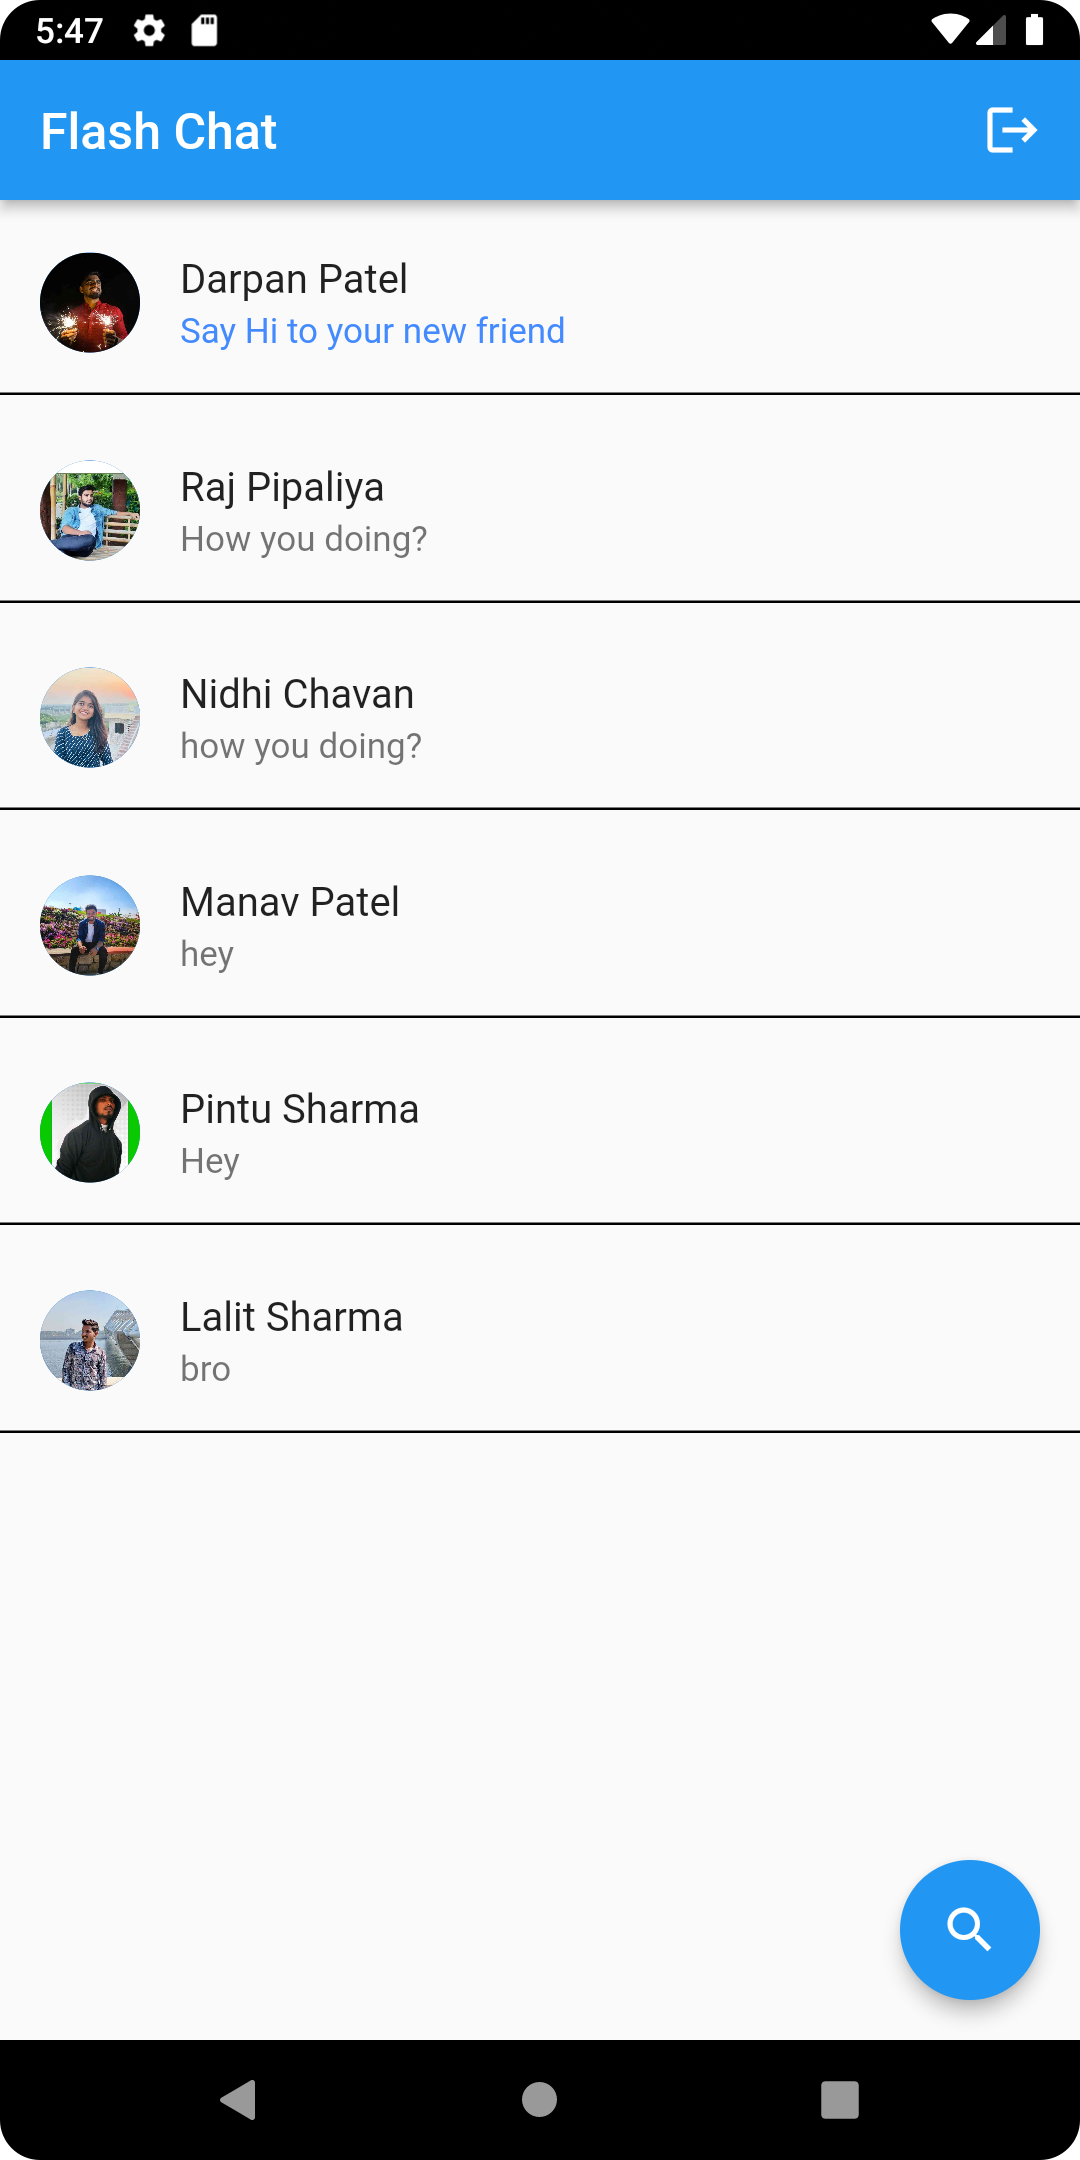 5:47
Flash Chat
Darpan Patel
Say Hi to your new friend
Raj Pipaliya
How you doing?
Nidhi Chavan
how you doing?
Manav Patel
hey
Pintu Sharma
Hey
Lalit Sharma
bro